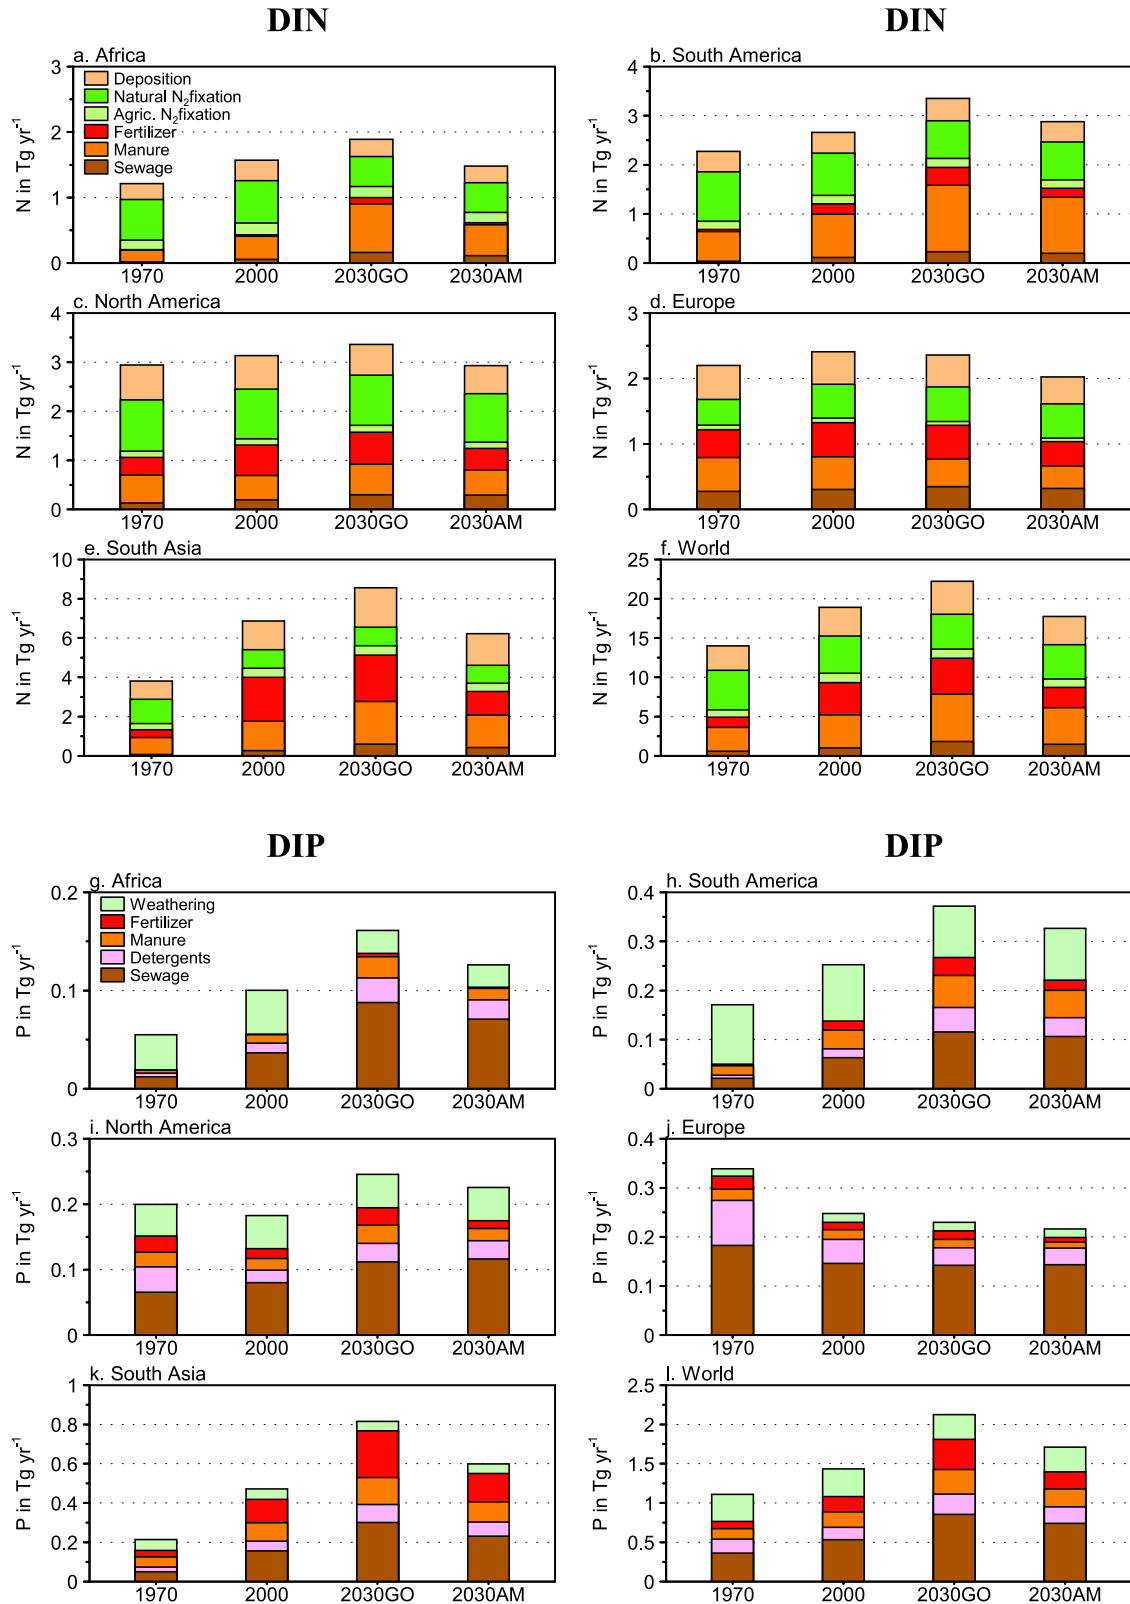 DIN
DIN
a. Africa
3
2
1
0
N in Tg yr-1
Deposition
Natural N2fixation
Agric. N2fixation
Fertilizer
Manure
Sewage
1970 2000 2030GO 2030AM
b. South America
4
3
2
1
0
N in Tg yr-1
1970 2000 2030GO 2030AM
c. North America
4
3
2
1
0
N in Tg yr-1
1970 2000 2030GO 2030AM
d. Europe
3
2
1
0
N in Tg yr-1
1970 2000 2030GO 2030AM
e. South Asia
10
8
6
4
2
0
N in Tg yr-1
1970 2000 2030GO 2030AM
f. World
25
20
15
10
5
0
N in Tg yr-1
1970 2000 2030GO 2030AM
DIP
DIP
g. Africa
0.2
0.1
0
P in Tg yr-1
Weathering
Fertilizer
Manure
Detergents
Sewage
1970 2000 2030GO 2030AM
h. South America
0.4
0.3
0.2
0.1
0
P in Tg yr-1
1970 2000 2030GO 2030AM
i. North America
0.3
0.2
0.1
0
P in Tg yr-1
1970 2000 2030GO 2030AM
j. Europe
0.4
0.3
0.2
0.1
0
P in Tg yr-1
1970 2000 2030GO 2030AM
k. South Asia
1
0.8
0.6
0.4
0.2
0
P in Tg yr-1
1970 2000 2030GO 2030AM
l. World
2.5
2
1.5
1
0.5
0
P in Tg yr-1
1970 2000 2030GO 2030AM